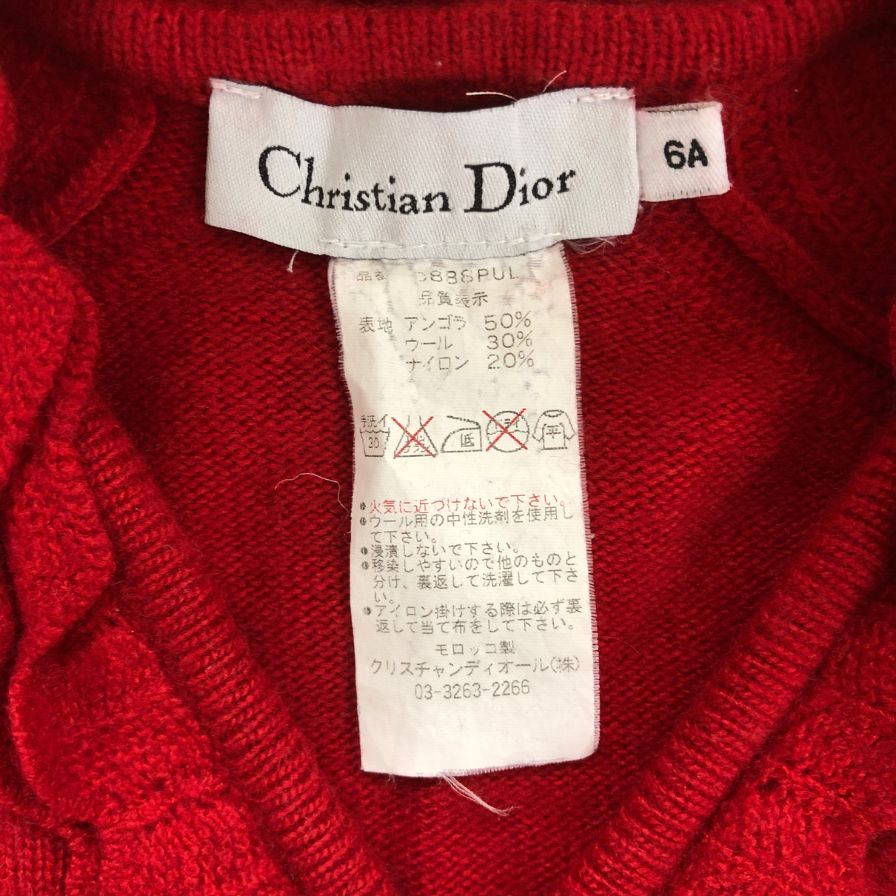 Christian Dior
6A
品名
品質表示
表地 アンゴラ 50%
ウール 30%
ナイロン 20%
手洗イ
30
低
平
●火気に近づけないで下さい。
●ウール用の中性洗剤を使用し
て下さい。
●浸漬しないで下さい。
●移染しやすいので他のものと
分け、裏返して洗濯して下さ
い。
●アイロン掛けする際は必ず裏
返して当て布をして下さい。
モロッコ製
クリスチャンディオール(株)
03-3263-2266